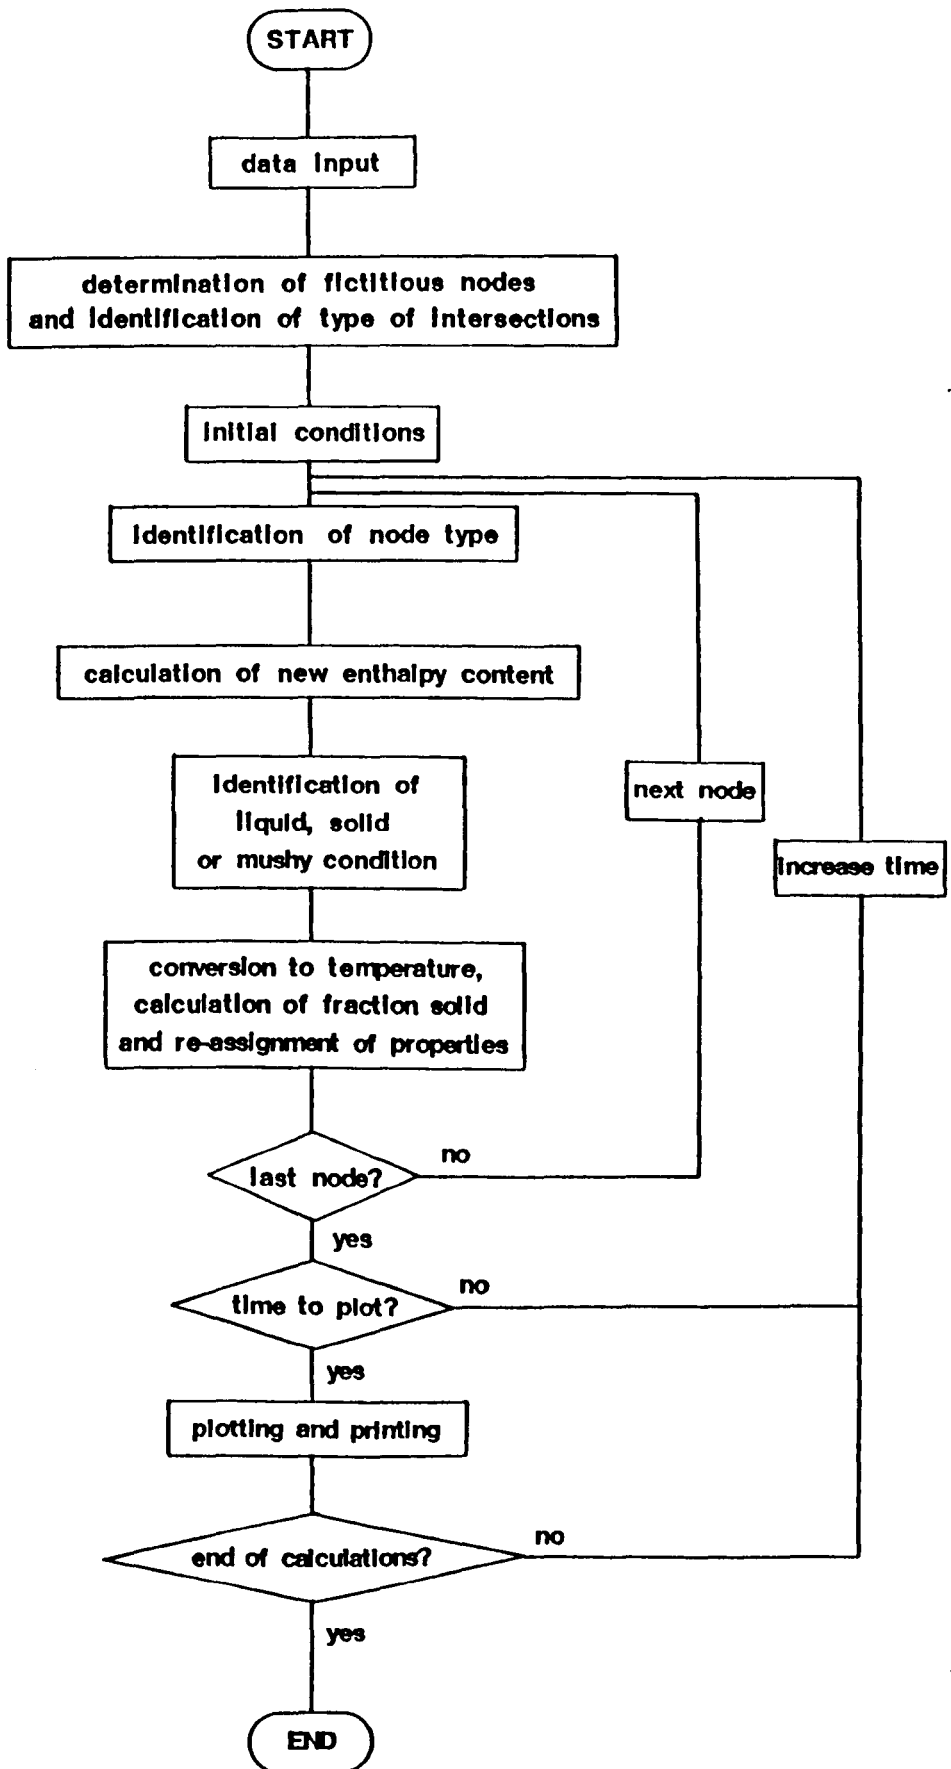 START
data input
determination of fictitious nodes
and identification of type of intersections
initial conditions
identification of node type
calculation of new enthalpy content
identification of
liquid, solid
or mushy condition
next node
increase time
conversion to temperature,
calculation of fraction solid
and re-assignment of properties
last node?
no
yes
time to plot?
no
yes
plotting and printing
end of calculations?
no
yes
END